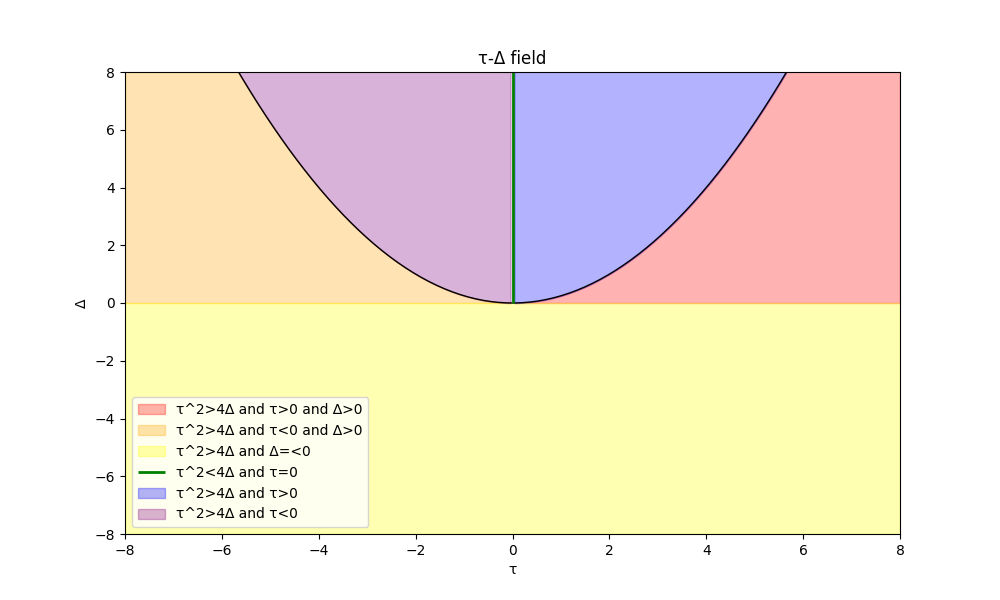 τ-Δ field
8
6
4
2
0
−2
−4
−6
−8
Δ
τ^2>4Δ and τ>0 and Δ>0
τ^2>4Δ and τ<0 and Δ>0
τ^2>4Δ and Δ=<0
τ^2<4Δ and τ=0
τ^2>4Δ and τ>0
τ^2>4Δ and τ<0
−8 −6 −4 −2 0 2 4 6 8
τ